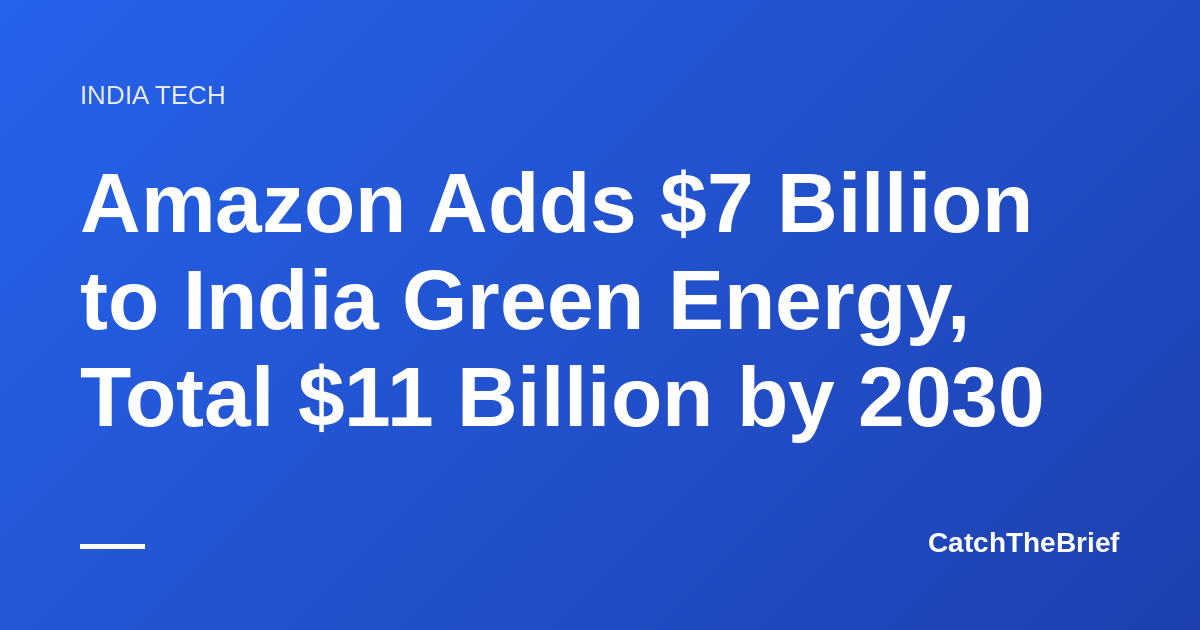 INDIA TECH
Amazon Adds $7 Billion
to India Green Energy,
Total $11 Billion by 2030
CatchTheBrief